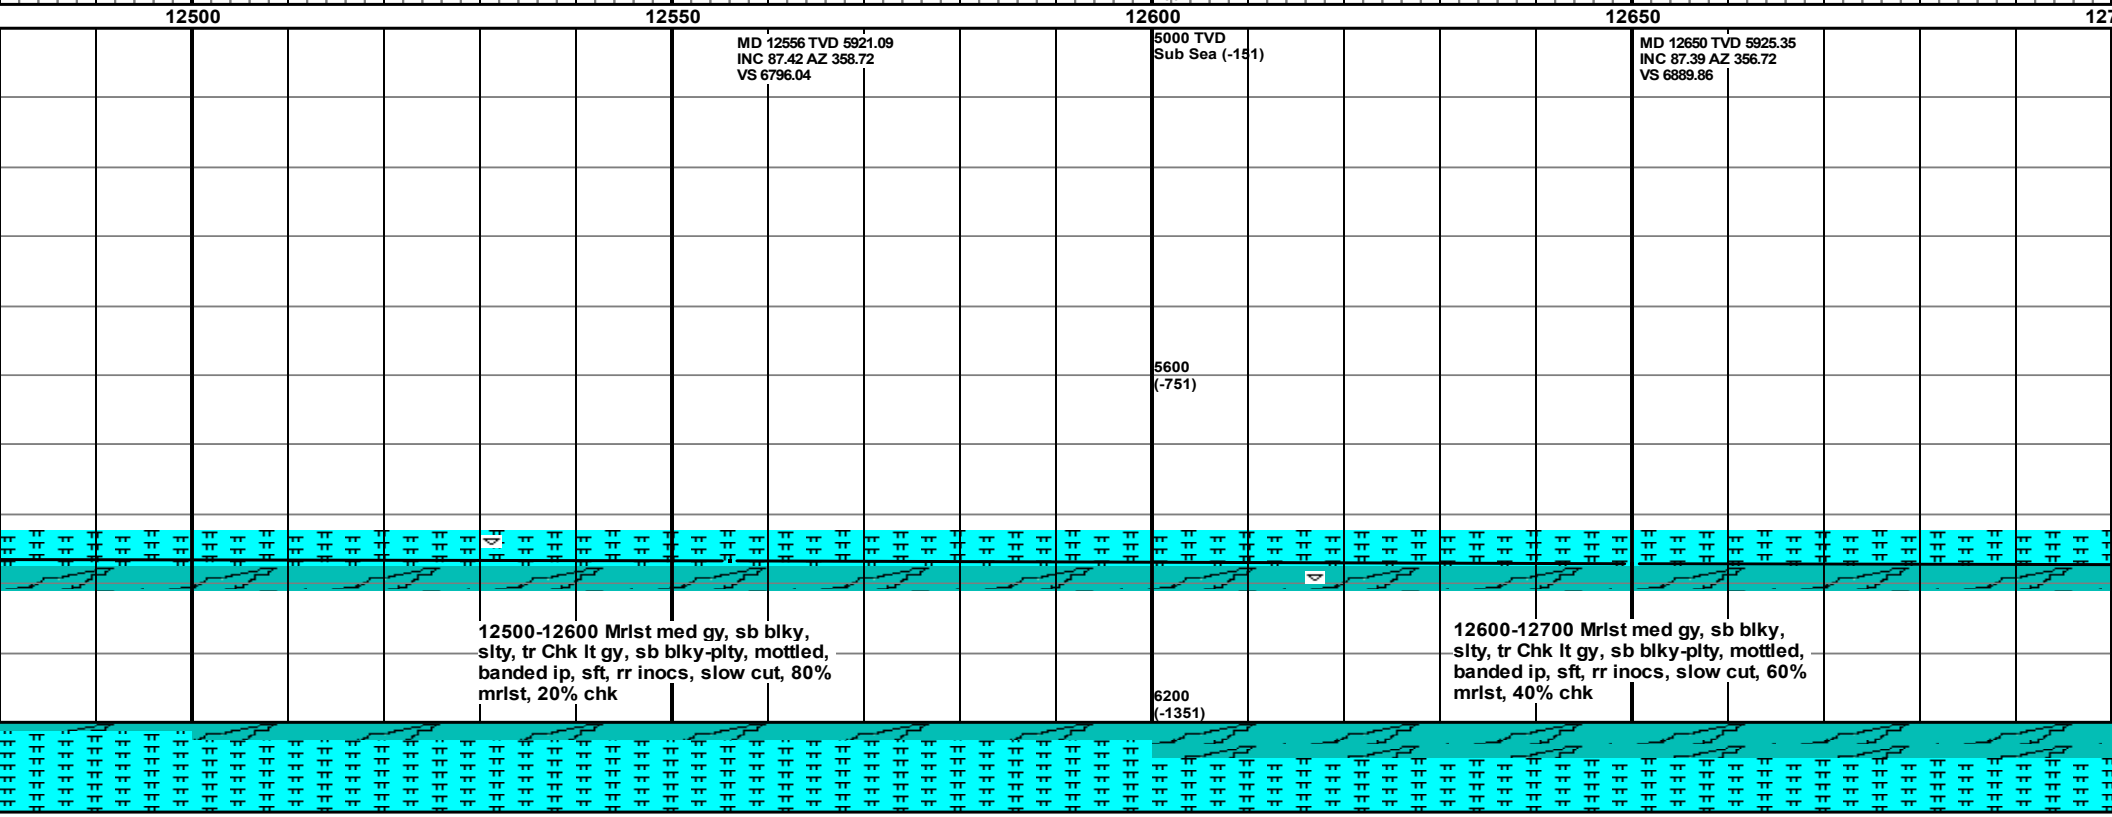 12500 12550 12600 12650 127
MD 12556 TVD 5921.09
INC 87.42 AZ 358.72
VS 6796.04
5000 TVD
Sub Sea (-151)
MD 12650 TVD 5925.35
INC 87.39 AZ 356.72
VS 6889.86
5600
(-751)
12500-12600 Mrlst med gy, sb blky,
slty, tr Chk lt gy, sb blky-plty, mottled,
banded ip, sft, rr inocs, slow cut, 80%
mrlst, 20% chk
12600-12700 Mrlst med gy, sb blky,
slty, tr Chk lt gy, sb blky-plty, mottled,
banded ip, sft, rr inocs, slow cut, 60%
mrlst, 40% chk
6200
(-1351)